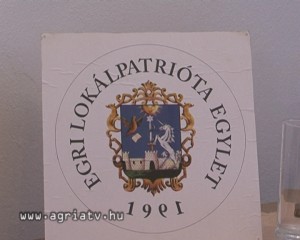 EGRI LOKÁLPATRIÓTA EGYLET
1991
www.agriatv.hu